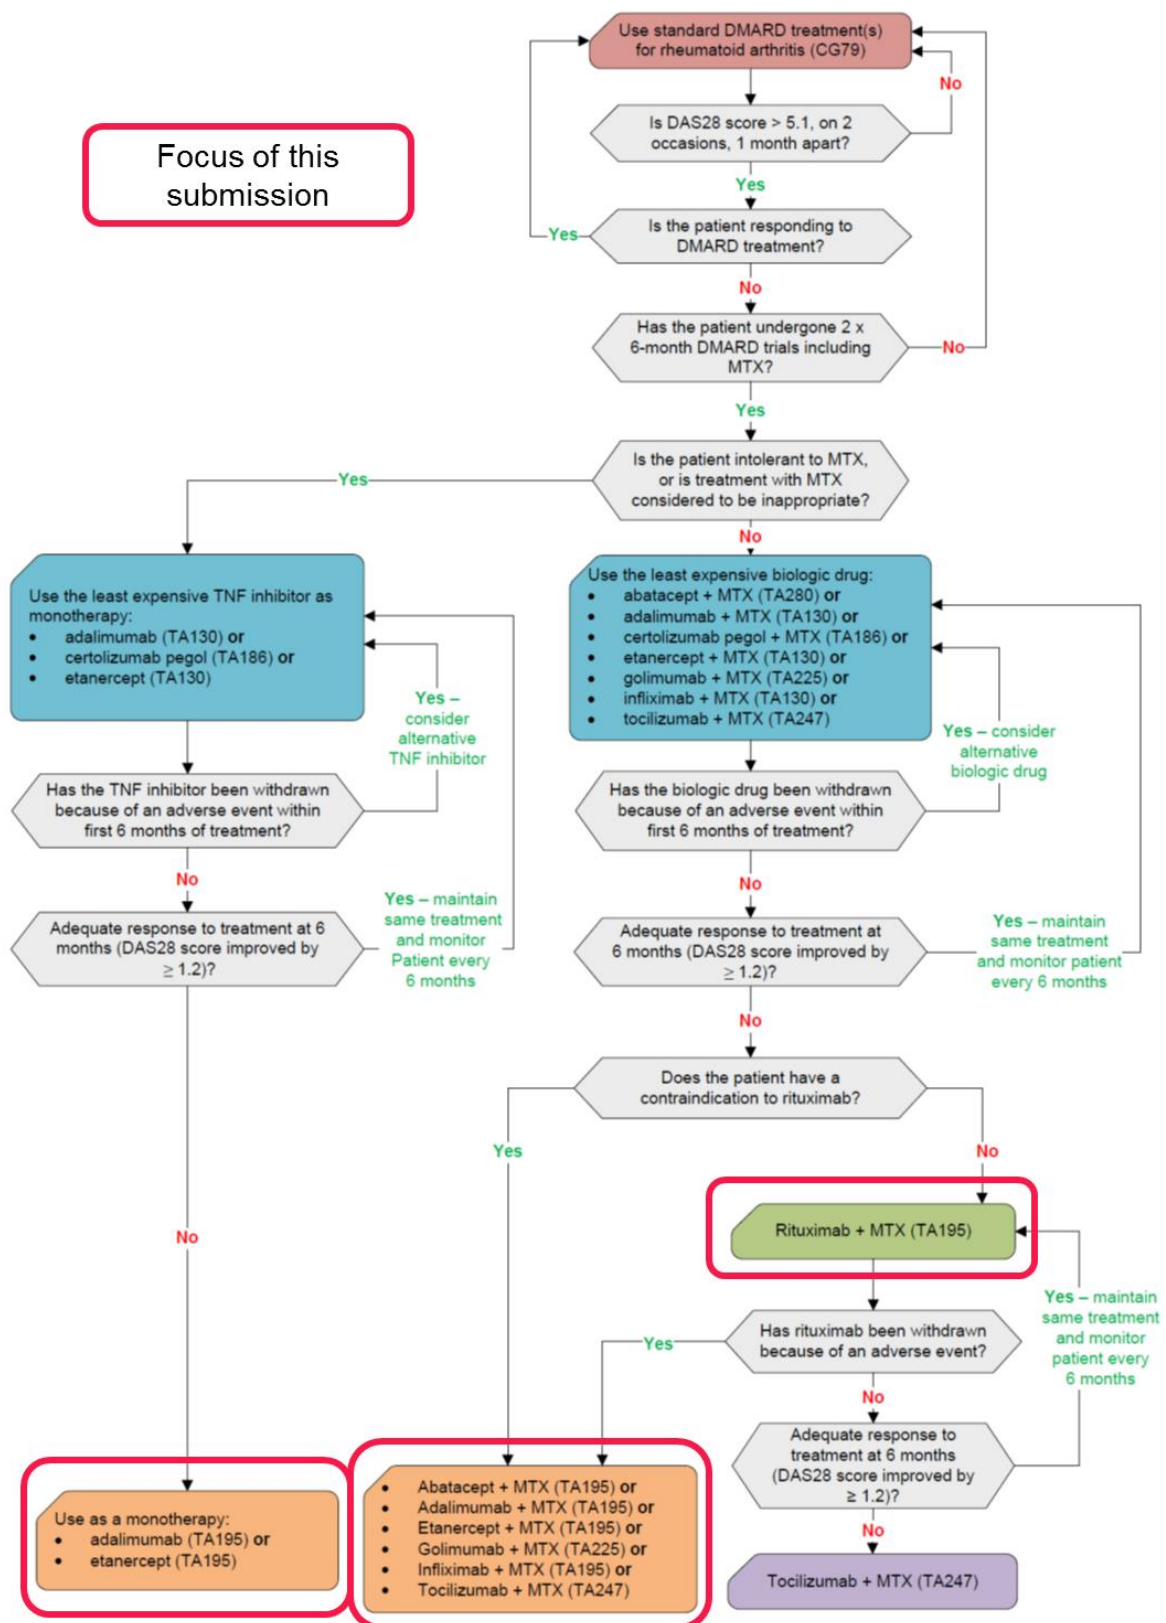 Use standard DMARD treatment(s)
for rheumatoid arthritis (CG79)
No
Focus of this
submission
Is DAS28 score > 5.1, on 2
occasions, 1 month apart?
Yes
Is the patient responding to
DMARD treatment?
Yes
No
Has the patient undergone 2 x
6-month DMARD trials including
MTX?
No
Yes
Is the patient intolerant to MTX,
or is treatment with MTX
considered to be inappropriate?
Yes
No
Use the least expensive TNF inhibitor as
monotherapy:
• adalimumab (TA130) or
• certolizumab pegol (TA186) or
• etanercept (TA130)
Yes –
consider
alternative
TNF inhibitor
Has the TNF inhibitor been withdrawn
because of an adverse event within
first 6 months of treatment?
No
Adequate response to treatment at 6
months (DAS28 score improved by
≥ 1.2)?
Yes – maintain
same treatment
and monitor
Patient every
6 months
No
Use the least expensive biologic drug:
• abatacept + MTX (TA280) or
• adalimumab + MTX (TA130) or
• certolizumab pegol + MTX (TA186) or
• etanercept + MTX (TA130) or
• golimumab + MTX (TA225) or
• infliximab + MTX (TA130) or
• tocilizumab + MTX (TA247)
Yes – consider
alternative
biologic drug
Has the biologic drug been withdrawn
because of an adverse event within
first 6 months of treatment?
No
Adequate response to treatment at
6 months (DAS28 score improved by
≥ 1.2)?
Yes – maintain
same treatment
and monitor patient
every 6 months
No
Does the patient have a
contraindication to rituximab?
Yes
No
Rituximab + MTX (TA195)
Has rituximab been withdrawn
because of an adverse event?
Yes
Yes – maintain
same treatment
and monitor
patient every
6 months
No
Adequate response to
treatment at 6 months
(DAS28 score improved by
≥ 1.2)?
No
Use as a monotherapy:
• adalimumab (TA195) or
• etanercept (TA195)
• Abatacept + MTX (TA195) or
• Adalimumab + MTX (TA195) or
• Etanercept + MTX (TA195) or
• Golimumab + MTX (TA225) or
• Infliximab + MTX (TA195) or
• Tocilizumab + MTX (TA247)
Tocilizumab + MTX (TA247)